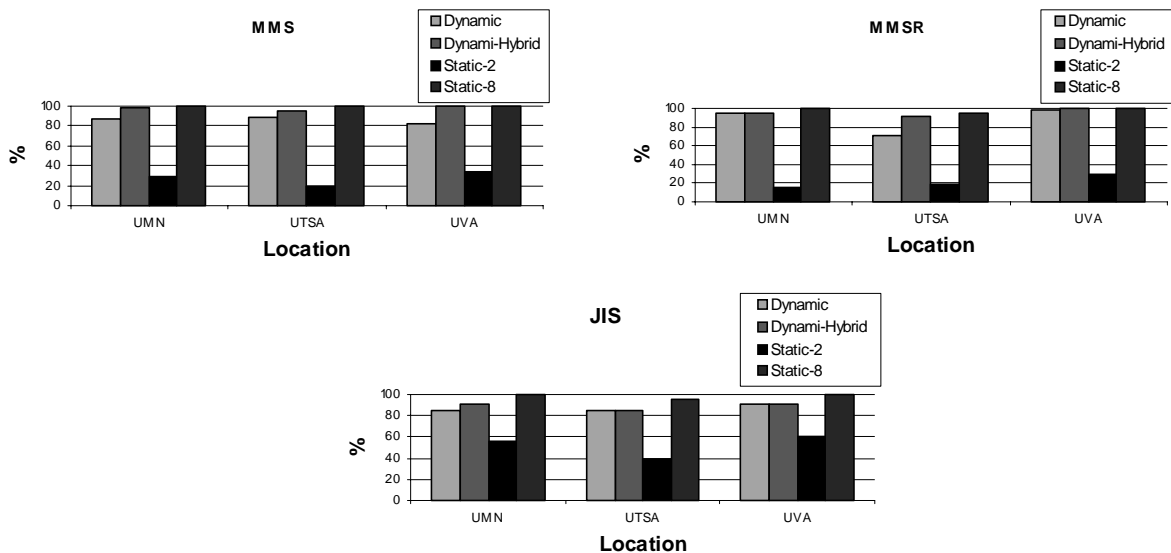 MMS
Dynamic
Dynami-Hybrid
Static-2
Static-8
100
80
60
40
20
0
%
UMN UTSA UVA
Location
MMSR
Dynamic
Dynami-Hybrid
Static-2
Static-8
100
80
60
40
20
0
%
UMN UTSA UVA
Location
JIS
Dynamic
Dynami-Hybrid
Static-2
Static-8
100
80
60
40
20
0
%
UMN UTSA UVA
Location